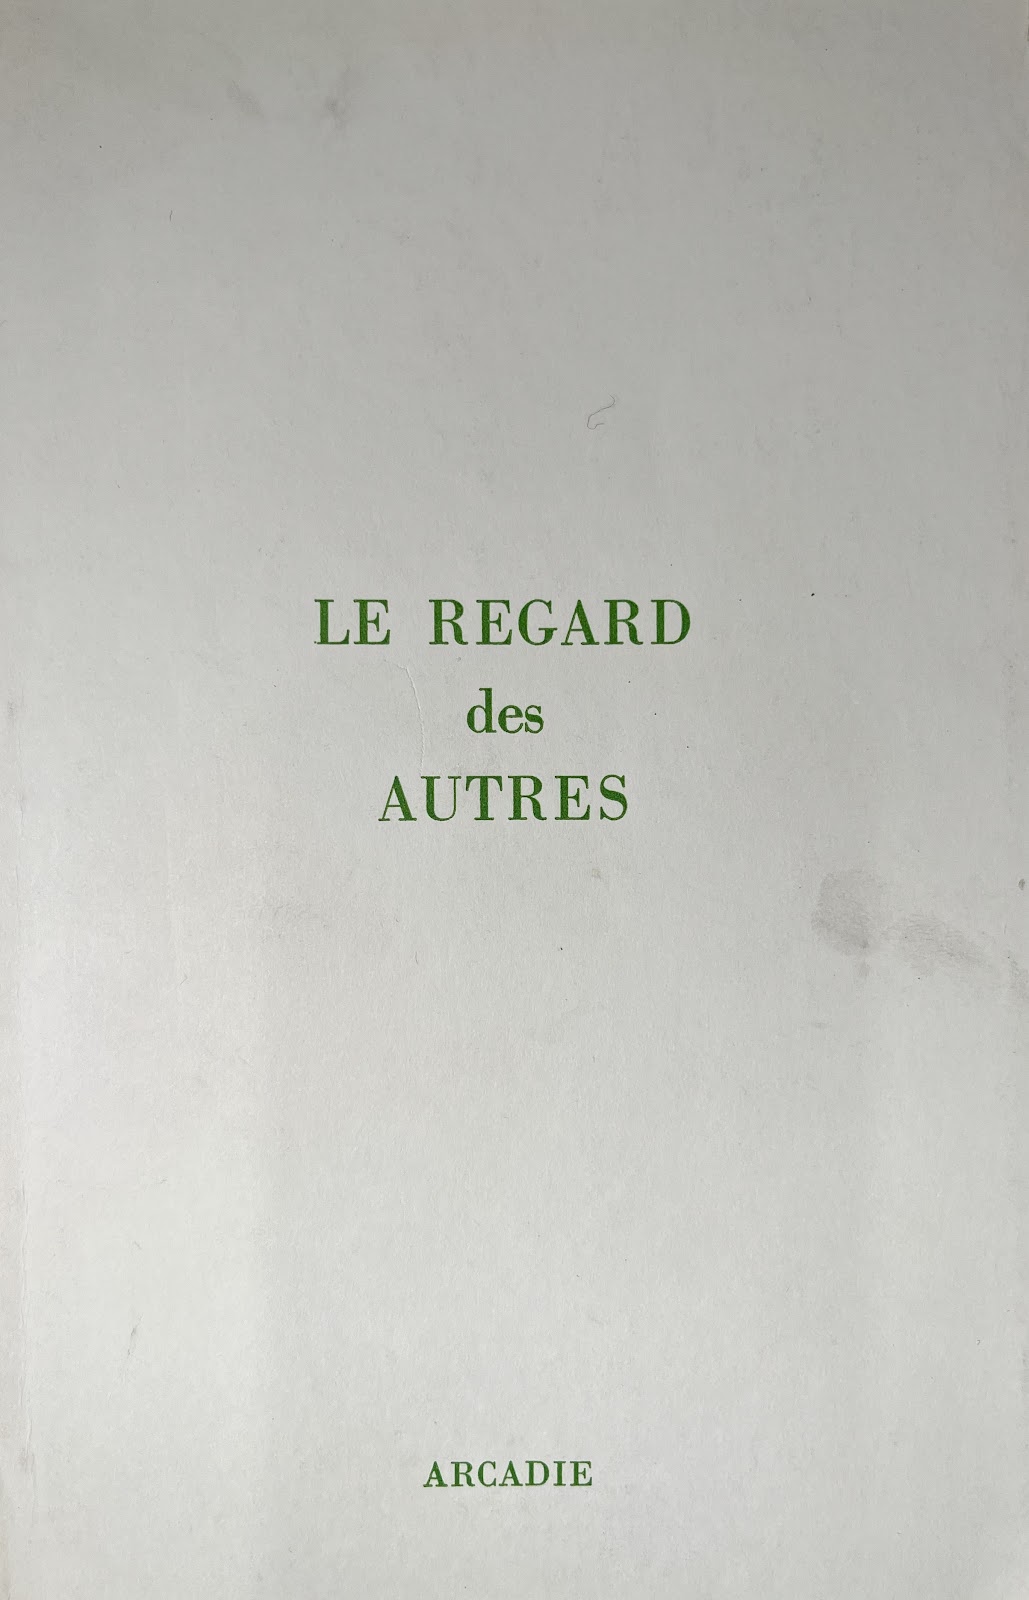 LE REGARD
des
AUTRES
ARCADIE